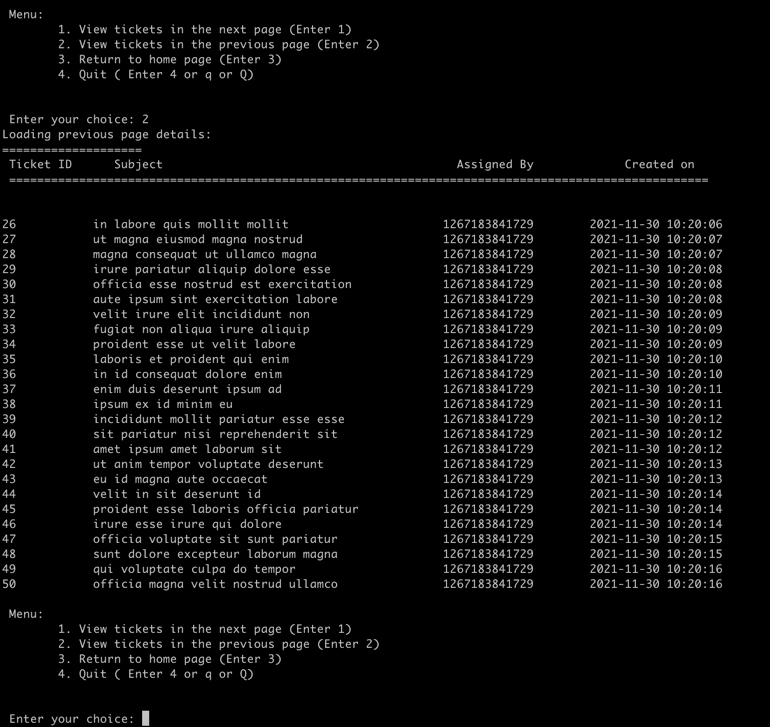 Menu:
1. View tickets in the next page (Enter 1)
2. View tickets in the previous page (Enter 2)
3. Return to home page (Enter 3)
4. Quit ( Enter 4 or q or Q)
Enter your choice: 2
Loading previous page details:
====================
Ticket ID Subject Assigned By Created on
====================================================================================================
26 in labore quis mollit mollit 1267183841729 2021-11-30 10:20:06
27 ut magna eiusmod magna nostrud 1267183841729 2021-11-30 10:20:07
28 magna consequat ut ullamco magna 1267183841729 2021-11-30 10:20:07
29 irure pariatur aliquip dolore esse 1267183841729 2021-11-30 10:20:08
30 officia esse nostrud est exercitation 1267183841729 2021-11-30 10:20:08
31 aute ipsum sint exercitation labore 1267183841729 2021-11-30 10:20:08
32 velit irure elit incididunt non 1267183841729 2021-11-30 10:20:09
33 fugiat non aliqua irure aliquip 1267183841729 2021-11-30 10:20:09
34 proident esse ut velit labore 1267183841729 2021-11-30 10:20:09
35 laboris et proident qui enim 1267183841729 2021-11-30 10:20:10
36 in id consequat dolore enim 1267183841729 2021-11-30 10:20:10
37 enim duis deserunt ipsum ad 1267183841729 2021-11-30 10:20:11
38 ipsum ex id minim eu 1267183841729 2021-11-30 10:20:11
39 incididunt mollit pariatur esse esse 1267183841729 2021-11-30 10:20:12
40 sit pariatur nisi reprehenderit sit 1267183841729 2021-11-30 10:20:12
41 amet ipsum amet laborum sit 1267183841729 2021-11-30 10:20:12
42 ut anim tempor voluptate deserunt 1267183841729 2021-11-30 10:20:13
43 eu id magna aute occaecat 1267183841729 2021-11-30 10:20:13
44 velit in sit deserunt id 1267183841729 2021-11-30 10:20:14
45 proident esse laboris officia pariatur 1267183841729 2021-11-30 10:20:14
46 irure esse irure qui dolore 1267183841729 2021-11-30 10:20:14
47 officia voluptate sit sunt pariatur 1267183841729 2021-11-30 10:20:15
48 sunt dolore excepteur laborum magna 1267183841729 2021-11-30 10:20:15
49 qui voluptate culpa do tempor 1267183841729 2021-11-30 10:20:16
50 officia magna velit nostrud ullamco 1267183841729 2021-11-30 10:20:16
Menu:
1. View tickets in the next page (Enter 1)
2. View tickets in the previous page (Enter 2)
3. Return to home page (Enter 3)
4. Quit ( Enter 4 or q or Q)
Enter your choice: